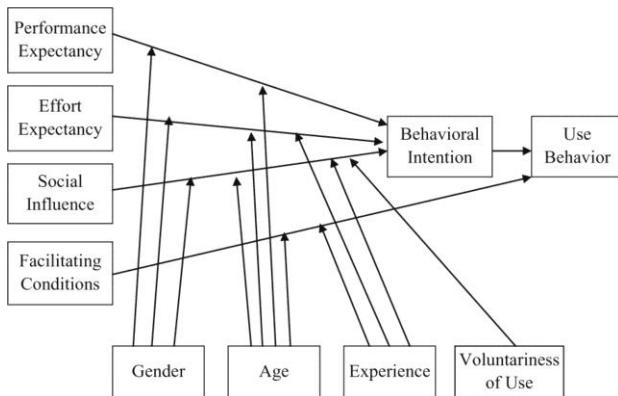 Performance
Expectancy
Effort
Expectancy
Social
Influence
Facilitating
Conditions
Behavioral
Intention
Use
Behavior
Gender
Age
Experience
Voluntariness
of Use